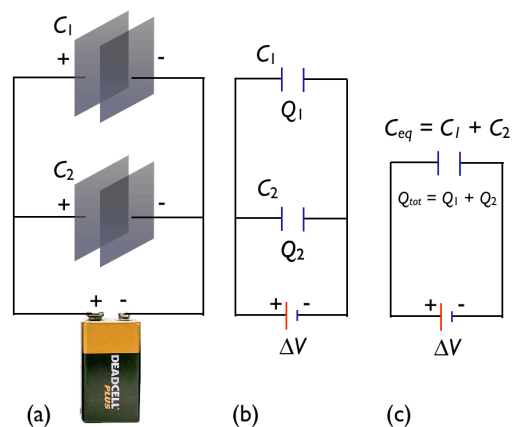 C1
+ -
C2
+ -
+ -
DEADCELL
PLUS
(a)
C1
Q1
C2
Q2
+ -
ΔV
(b)
Ceq = C1 + C2
Qtot = Q1 + Q2
+ -
ΔV
(c)